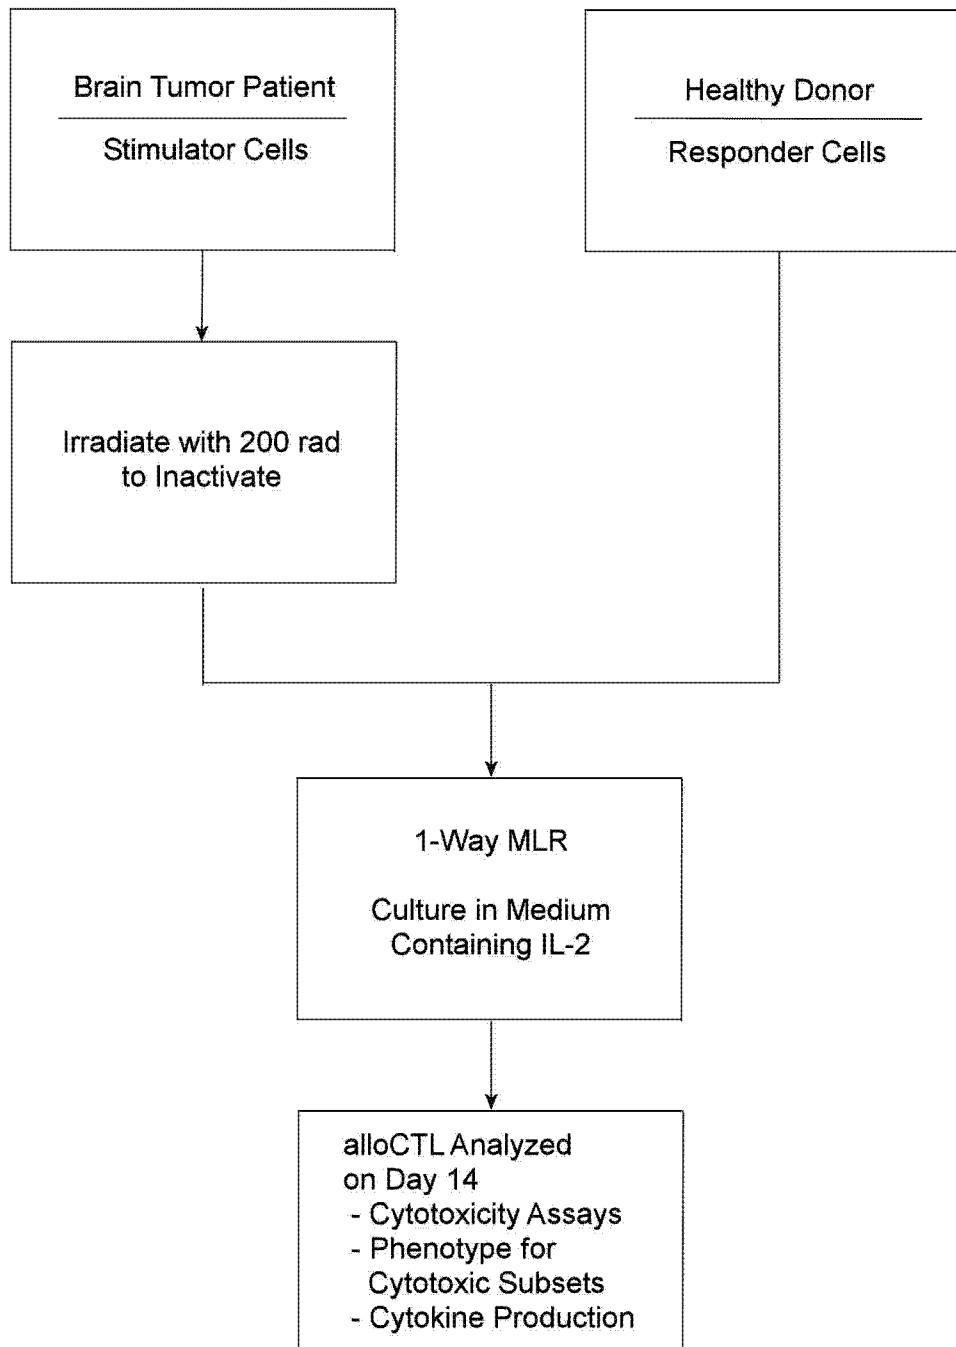 Brain Tumor Patient
Stimulator Cells
Healthy Donor
Responder Cells
Irradiate with 200 rad
to Inactivate
1-Way MLR
Culture in Medium
Containing IL-2
alloCTL Analyzed
on Day 14
- Cytotoxicity Assays
- Phenotype for
Cytotoxic Subsets
- Cytokine Production